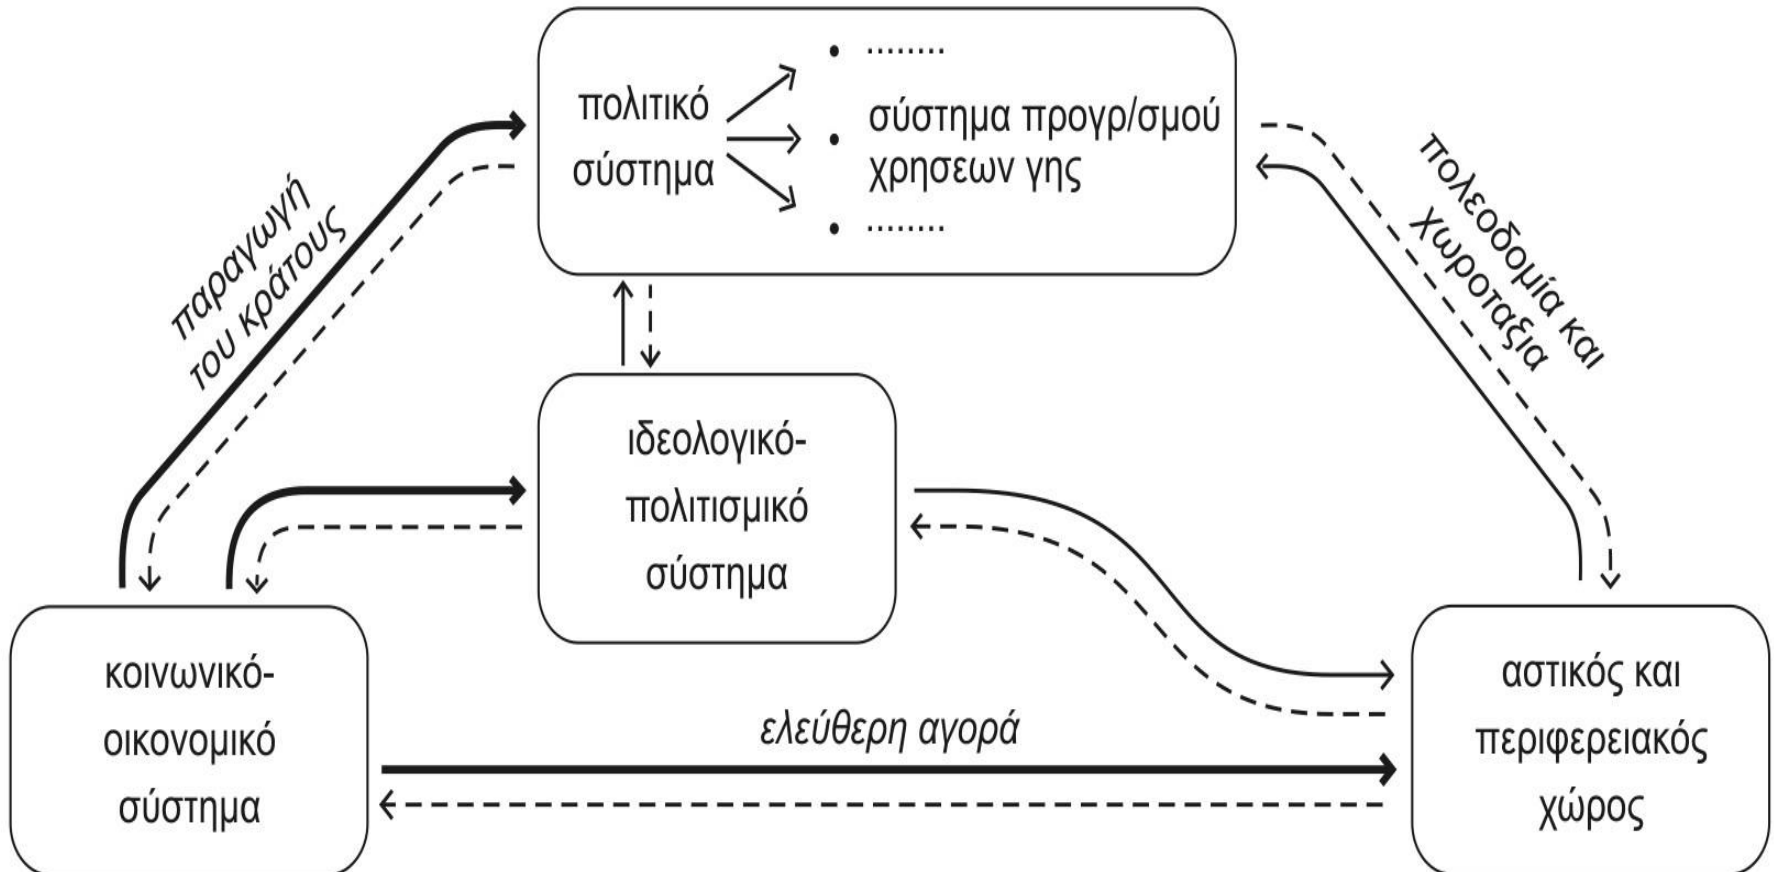 πολιτικό
σύστημα
• ........
• σύστημα προγρ/σμού
χρησεων γης
• ........
παραγωγή
του κράτους
πολεοδομία και
χωροταξια
ιδεολογικό-
πολιτισμικό
σύστημα
κοινωνικό-
οικονομικό
σύστημα
ελεύθερη αγορά
αστικός και
περιφερειακός
χώρος